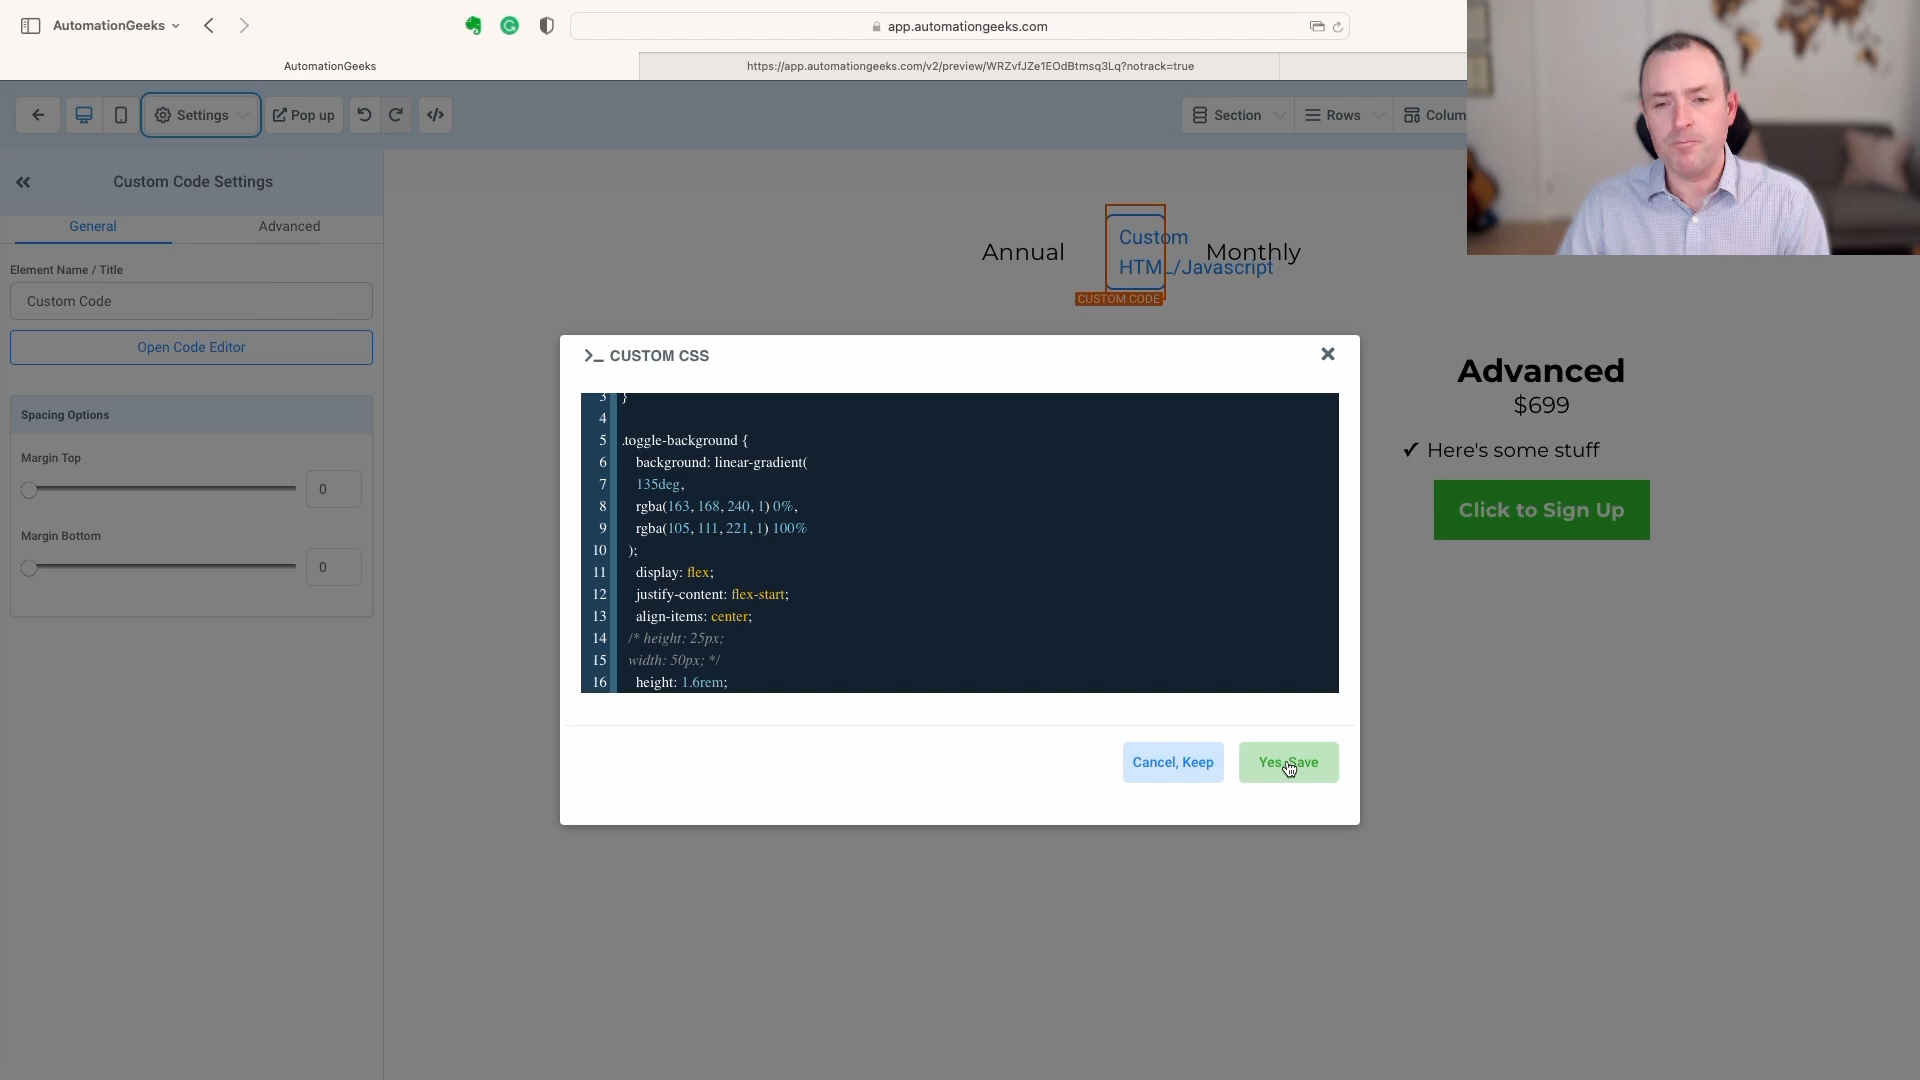 AutomationGeeks
app.automationgeeks.com
AutomationGeeks
https://app.automationgeeks.com/v2/preview/WRZvfJZe1EOdBtmsq3Lq?notrack=true
Settings
Pop up
Section
Rows
Colum
Custom Code Settings
General
Advanced
Element Name / Title
Custom Code
Open Code Editor
Spacing Options
Margin Top
0
Margin Bottom
0
Annual
Custom
HTML/Javascript
Monthly
CUSTOM CODE
Advanced
$699
✓ Here's some stuff
Click to Sign Up
>_ CUSTOM CSS
3 }
4
5 .toggle-background {
6 background: linear-gradient(
7 135deg,
8 rgba(163, 168, 240, 1) 0%,
9 rgba(105, 111, 221, 1) 100%
10 );
11 display: flex;
12 justify-content: flex-start;
13 align-items: center;
14 /* height: 25px;
15 width: 50px; */
16 height: 1.6rem;
Cancel, Keep
Yes, Save